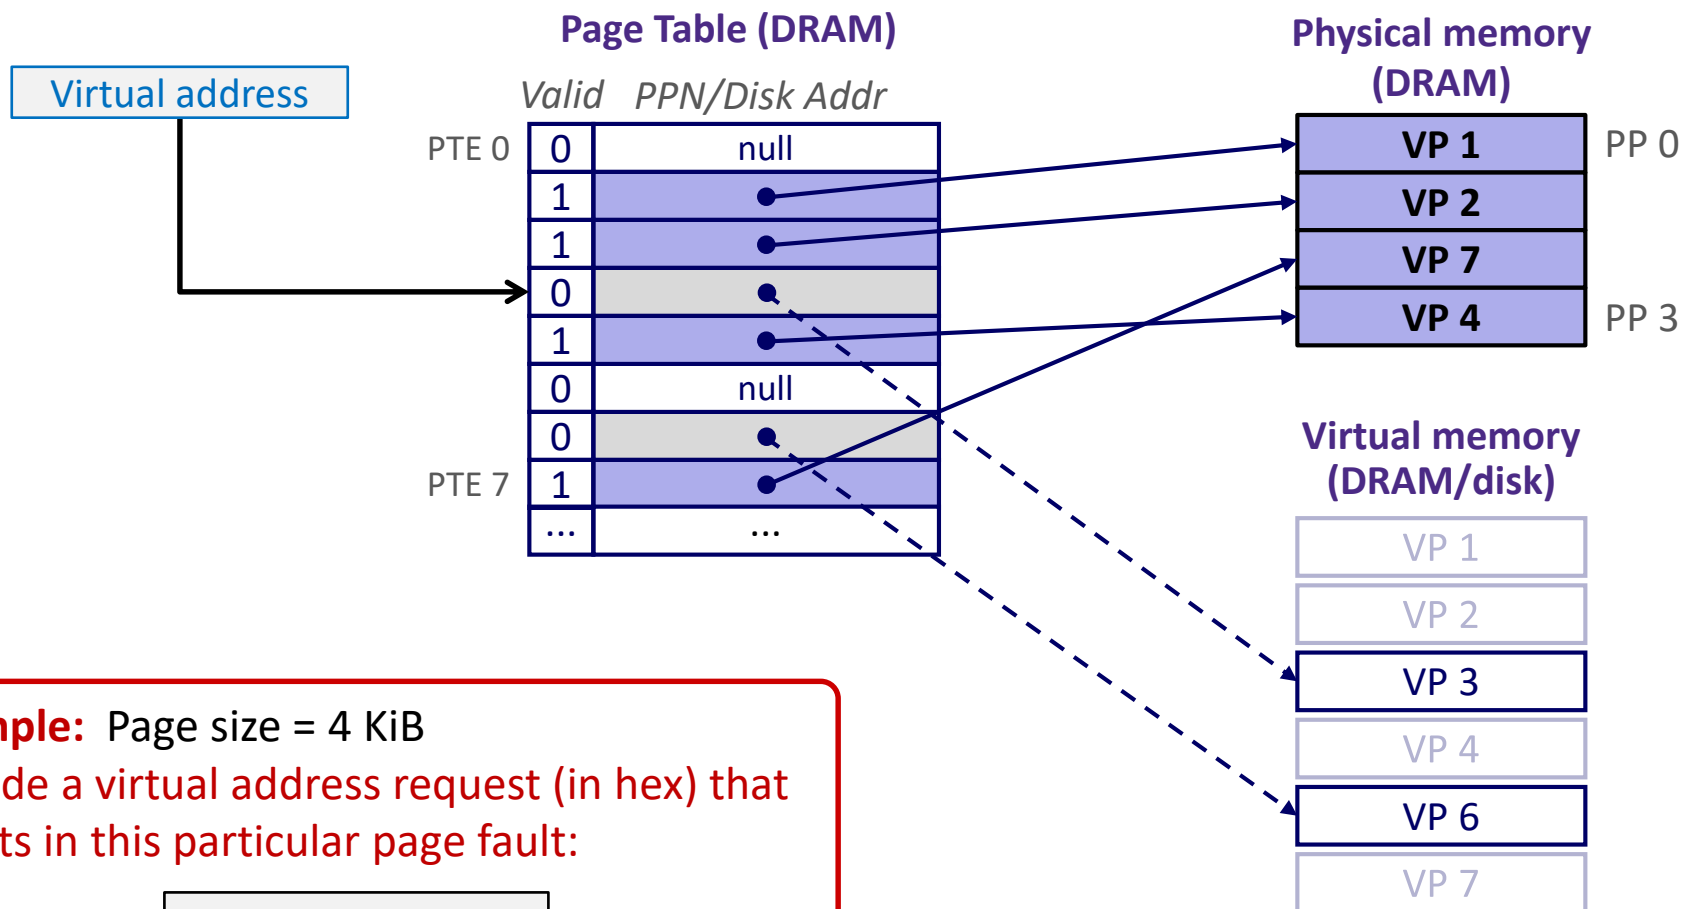 Page Table (DRAM)
Physical memory
(DRAM)
Virtual address
Valid PPN/Disk Addr
PTE 0 0 null
1
1
0
1
0 null
0
PTE 7 1
... ...
VP 1 PP 0
VP 2
VP 7
VP 4 PP 3
Virtual memory
(DRAM/disk)
VP 1
VP 2
VP 3
VP 4
VP 6
VP 7
nple: Page size = 4 KiB
de a virtual address request (in hex) that
ts in this particular page fault: